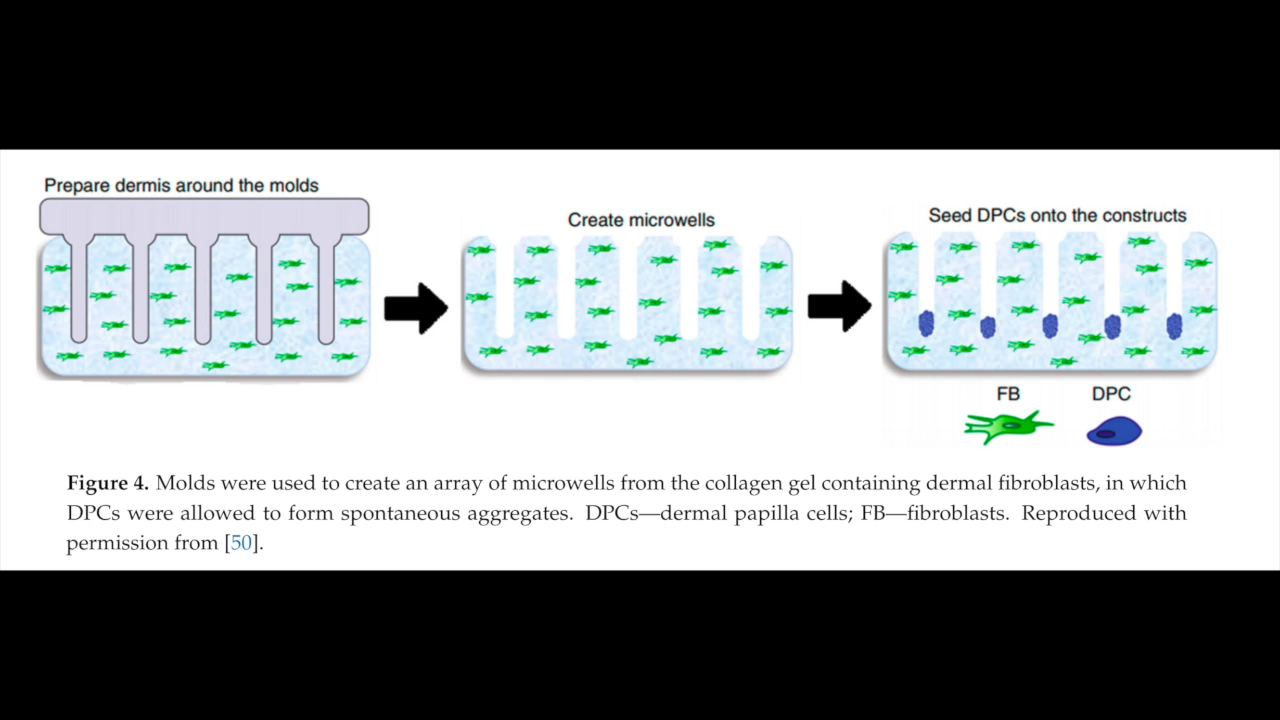 Prepare dermis around the molds
Create microwells
Seed DPCs onto the constructs
FB
DPC
Figure 4. Molds were used to create an array of microwells from the collagen gel containing dermal fibroblasts, in which
DPCs were allowed to form spontaneous aggregates. DPCs—dermal papilla cells; FB—fibroblasts. Reproduced with
permission from [50].